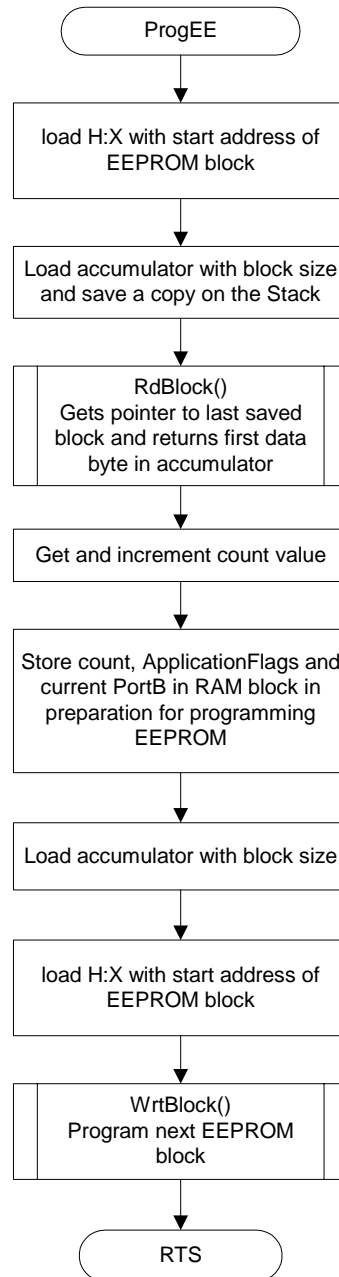 ProgEE
load H:X with start address of
EEPROM block
Load accumulator with block size
and save a copy on the Stack
RdBlock()
Gets pointer to last saved
block and returns first data
byte in accumulator
Get and increment count value
Store count, ApplicationFlags and
current PortB in RAM block in
preparation for programming
EEPROM
Load accumulator with block size
load H:X with start address of
EEPROM block
WrtBlock()
Program next EEPROM
block
RTS